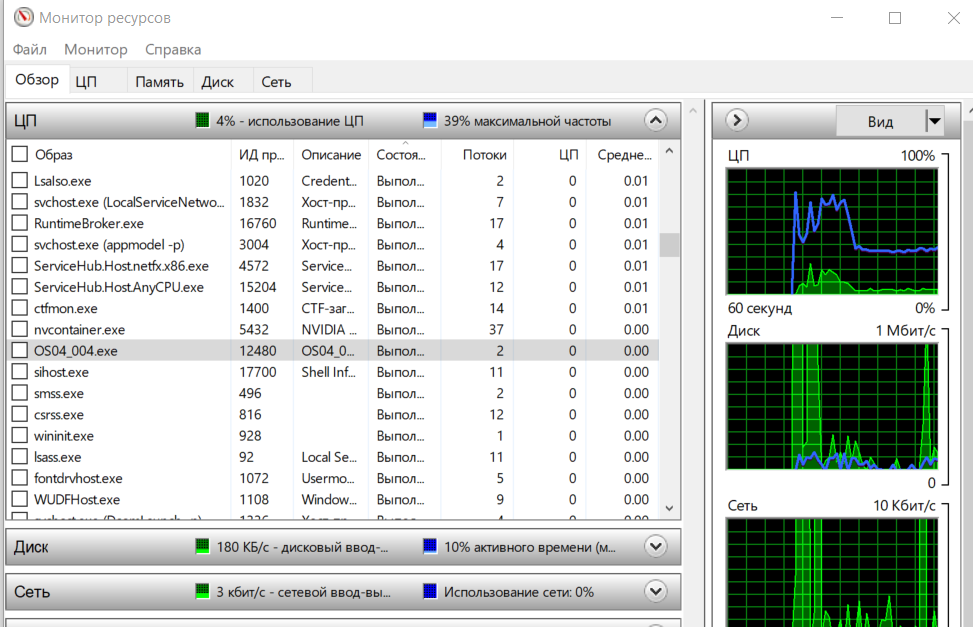 Монитор ресурсов
Файл Монитор Справка
Обзор ЦП Память Диск Сеть
ЦП 4% - использование ЦП 39% максимальной частоты
Образ ИД пр... Описание Состоя... Потоки ЦП Средне...
LsaIso.exe 1020 Credent... Выпол... 2 0 0.01
svchost.exe (LocalServiceNetwo... 1832 Хост-пр... Выпол... 7 0 0.01
RuntimeBroker.exe 16760 Runtime... Выпол... 17 0 0.01
svchost.exe (appmodel -p) 3004 Хост-пр... Выпол... 4 0 0.01
ServiceHub.Host.netfx.x86.exe 4572 Service... Выпол... 17 0 0.01
ServiceHub.Host.AnyCPU.exe 15204 Service... Выпол... 12 0 0.01
ctfmon.exe 1400 CTF-заг... Выпол... 14 0 0.01
nvcontainer.exe 5432 NVIDIA ... Выпол... 37 0 0.00
OS04_004.exe 12480 OS04_0... Выпол... 2 0 0.00
sihost.exe 17700 Shell Inf... Выпол... 11 0 0.00
smss.exe 496 Выпол... 2 0 0.00
csrss.exe 816 Выпол... 12 0 0.00
wininit.exe 928 Выпол... 1 0 0.00
lsass.exe 92 Local Se... Выпол... 11 0 0.00
fontdrvhost.exe 1072 Usermo... Выпол... 5 0 0.00
WUDFHost.exe 1108 Window... Выпол... 9 0 0.00
Диск 180 КБ/с - дисковый ввод-... 10% активного времени (м...
Сеть 3 кбит/с - сетевой ввод-вы... Использование сети: 0%
Вид
ЦП 100%
60 секунд 0%
Диск 1 Мбит/с
0
Сеть 10 Кбит/с